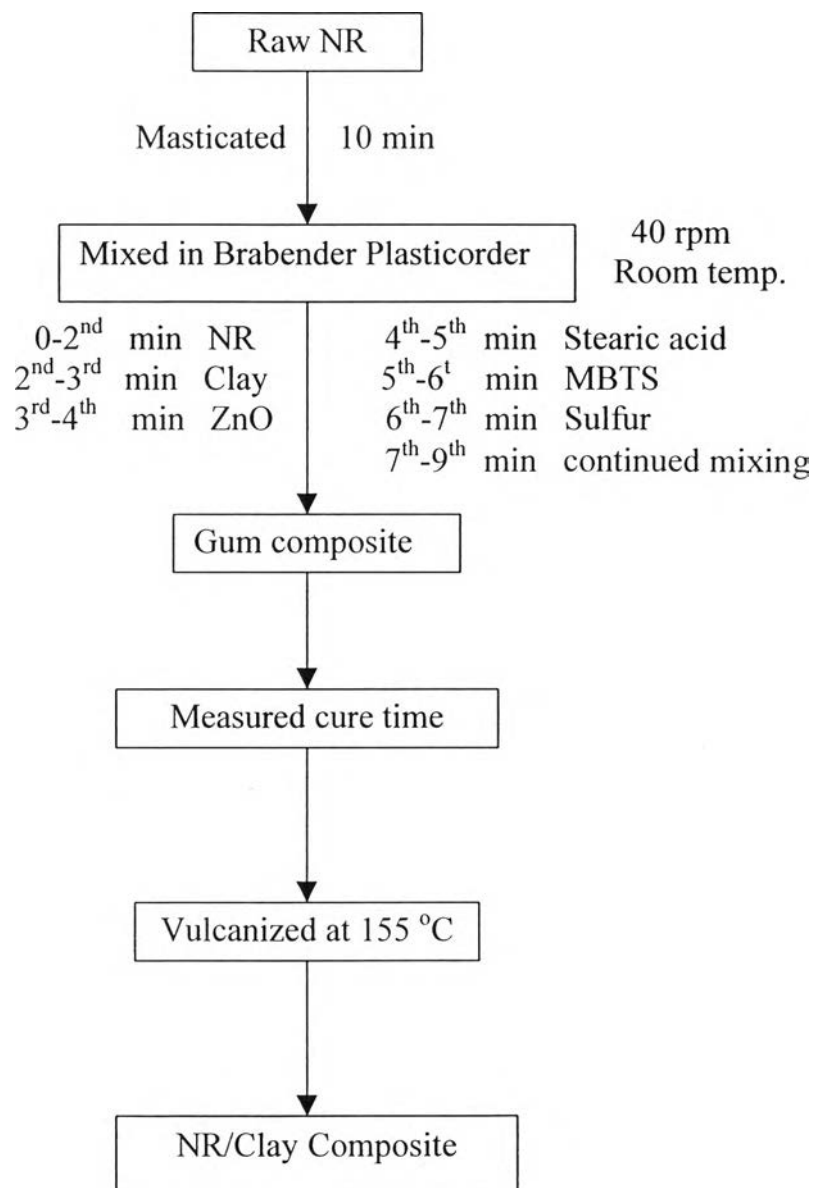 Raw NR
Masticated 10 min
Mixed in Brabender Plasticorder
40 rpm
Room temp.
0-2nd min NR
2nd-3rd min Clay
3rd-4th min ZnO
4th-5th min Stearic acid
5th-6t min MBTS
6th-7th min Sulfur
7th-9th min continued mixing
Gum composite
Measured cure time
Vulcanized at 155 °C
NR/Clay Composite